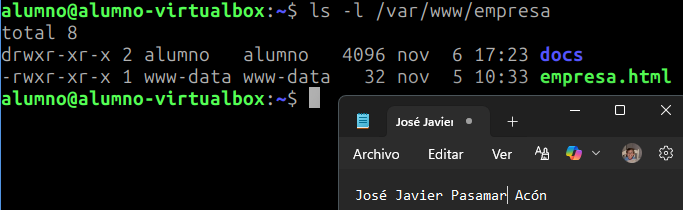 alumno@alumno-virtualbox:~$ ls -l /var/www/empresa
total 8
drwxr-xr-x 2 alumno   alumno   4096 nov  6 17:23 docs
-rwxr-xr-x 1 www-data www-data   32 nov  5 10:33 empresa.html
alumno@alumno-virtualbox:~$
José Javier
Archivo Editar Ver
José Javier Pasamar Acón